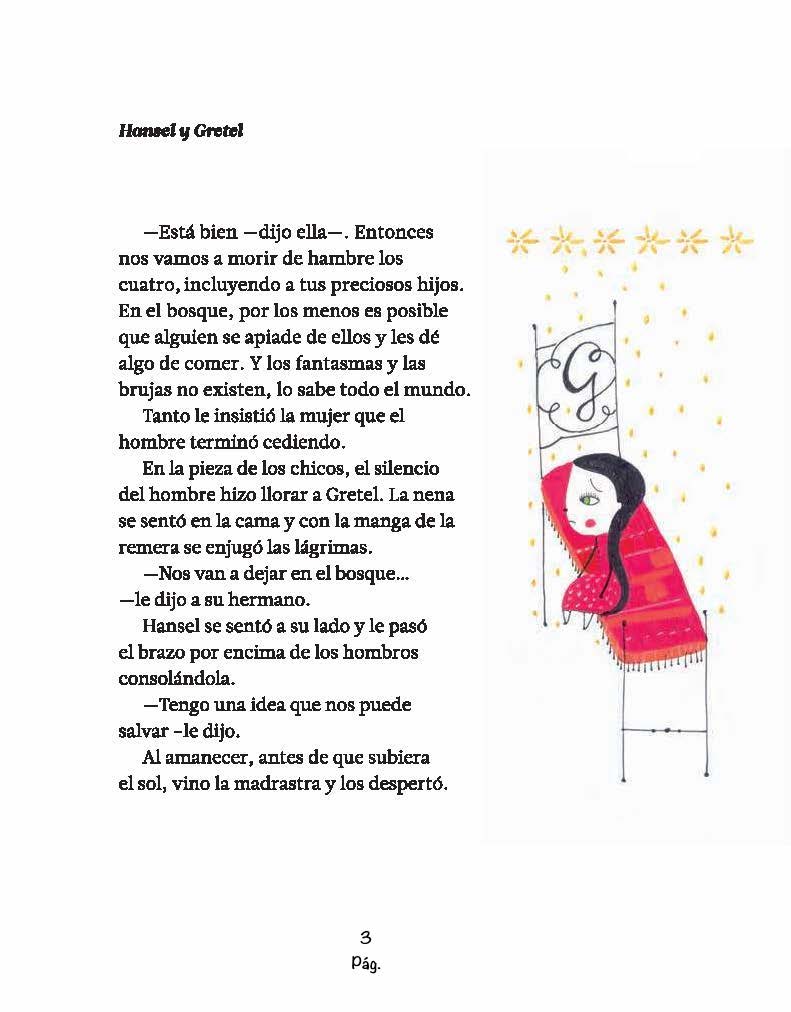 Hansel y Gretel
—Está bien —dijo ella—. Entonces
nos vamos a morir de hambre los
cuatro, incluyendo a tus preciosos hijos.
En el bosque, por los menos es posible
que alguien se apiade de ellos y les dé
algo de comer. Y los fantasmas y las
brujas no existen, lo sabe todo el mundo.
Tanto le insistió la mujer que el
hombre terminó cediendo.
En la pieza de los chicos, el silencio
del hombre hizo llorar a Gretel. La nena
se sentó en la cama y con la manga de la
remera se enjugó las lágrimas.
—Nos van a dejar en el bosque...
—le dijo a su hermano.
Hansel se sentó a su lado y le pasó
el brazo por encima de los hombros
consolándola.
—Tengo una idea que nos puede
salvar –le dijo.
Al amanecer, antes de que subiera
el sol, vino la madrastra y los despertó.
G
3
Pág.